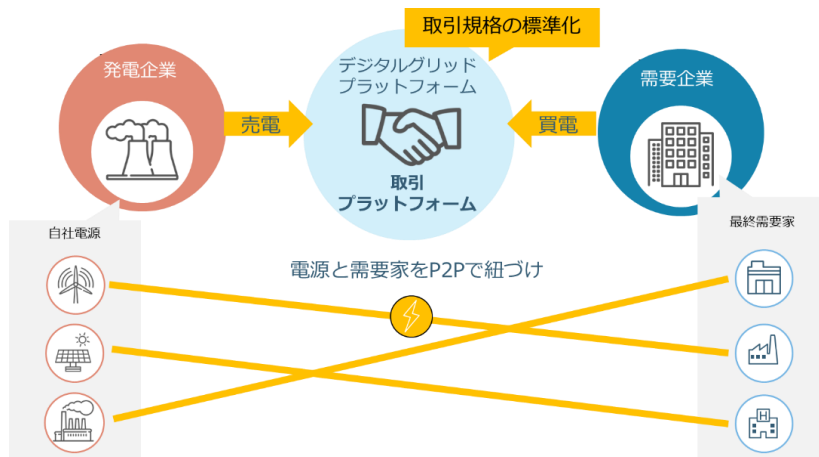 取引規格の標準化
発電企業
デジタルグリッド
プラットフォーム
需要企業
売電
買電
取引
プラットフォーム
自社電源
最終需要家
電源と需要家をP2Pで紐づけ
H